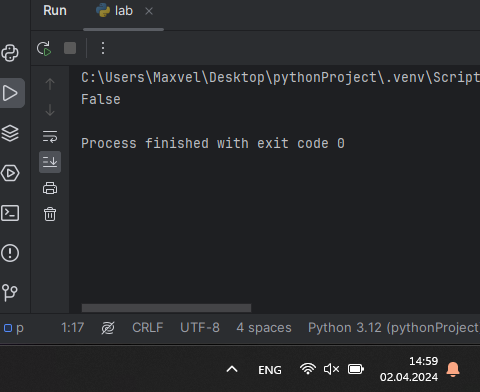 Run lab
C:\Users\Maxvel\Desktop\pythonProject\.venv\Script
False
Process finished with exit code 0
p 1:17 CRLF UTF-8 4 spaces Python 3.12 (pythonProject
ENG 14:59
02.04.2024